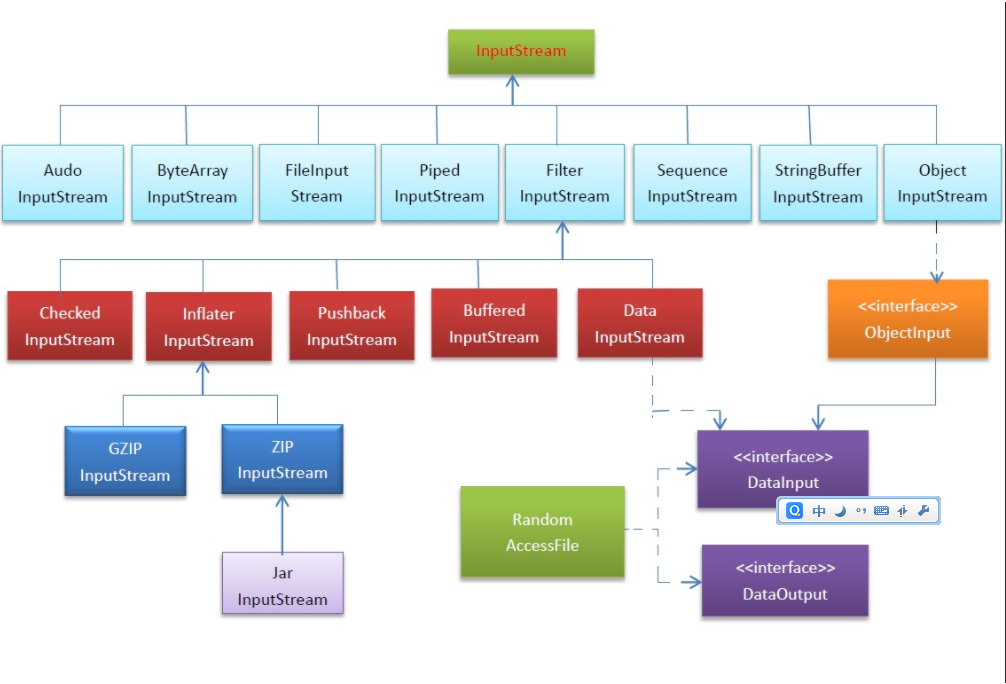 InputStream
Audo
InputStream
ByteArray
InputStream
FileInput
Stream
Piped
InputStream
Filter
InputStream
Sequence
InputStream
StringBuffer
InputStream
Object
InputStream
Checked
InputStream
Inflater
InputStream
Pushback
InputStream
Buffered
InputStream
Data
InputStream
<<interface>>
ObjectInput
GZIP
InputStream
ZIP
InputStream
<<interface>>
DataInput
中
Random
AccessFile
<<interface>>
DataOutput
Jar
InputStream